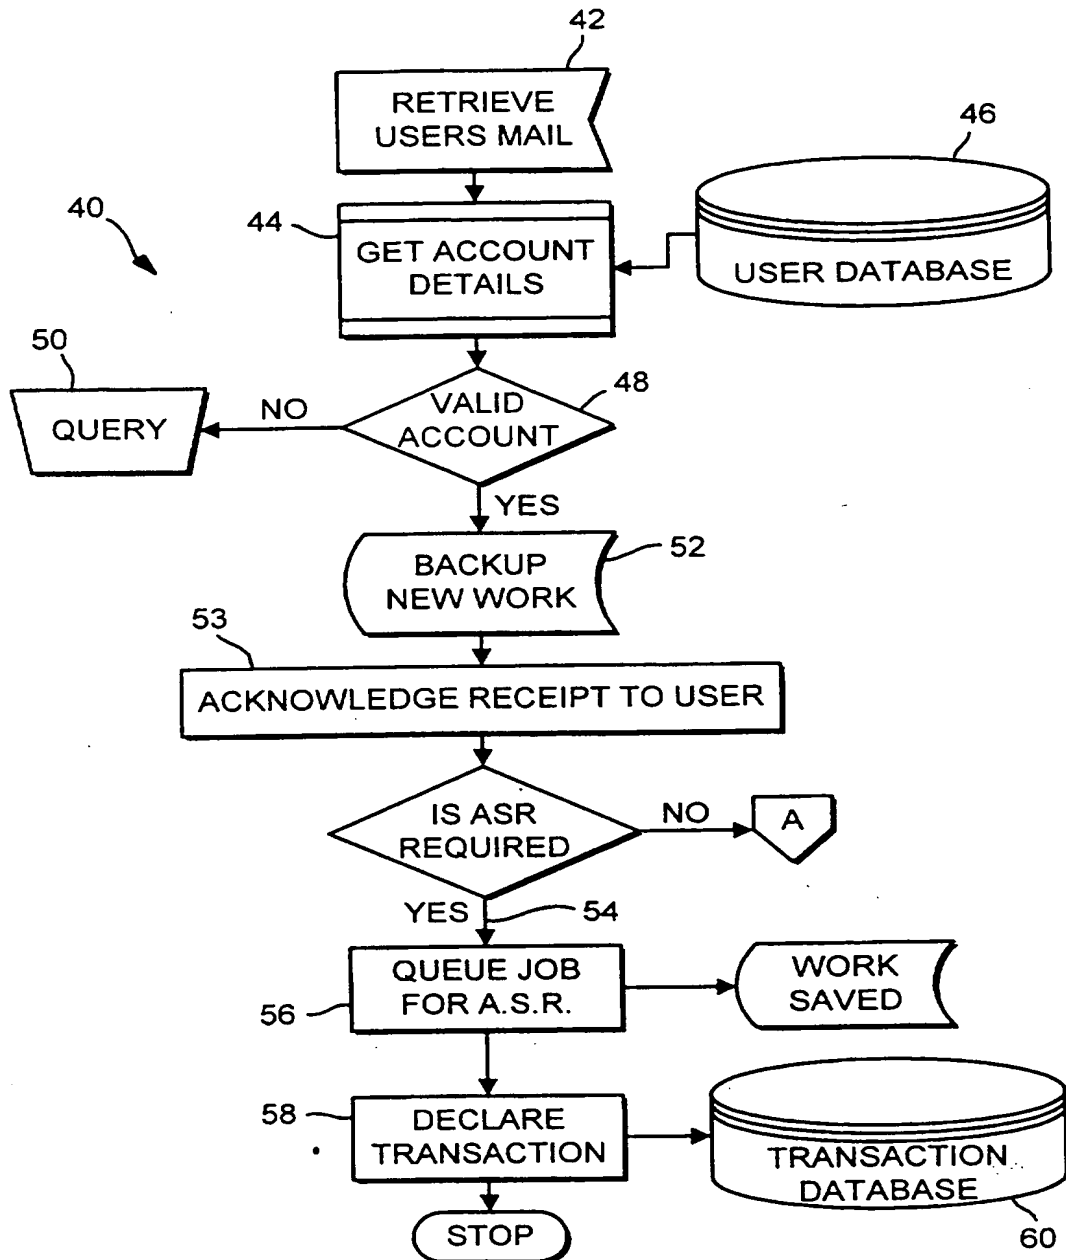 42
RETRIEVE
USERS MAIL
46
40
44
GET ACCOUNT
DETAILS
USER DATABASE
50
48
VALID
ACCOUNT
NO
QUERY
YES
52
BACKUP
NEW WORK
53
ACKNOWLEDGE RECEIPT TO USER
IS ASR
REQUIRED
NO
A
YES
54
QUEUE JOB
FOR A.S.R.
WORK
SAVED
56
58
DECLARE
TRANSACTION
TRANSACTION
DATABASE
STOP
60